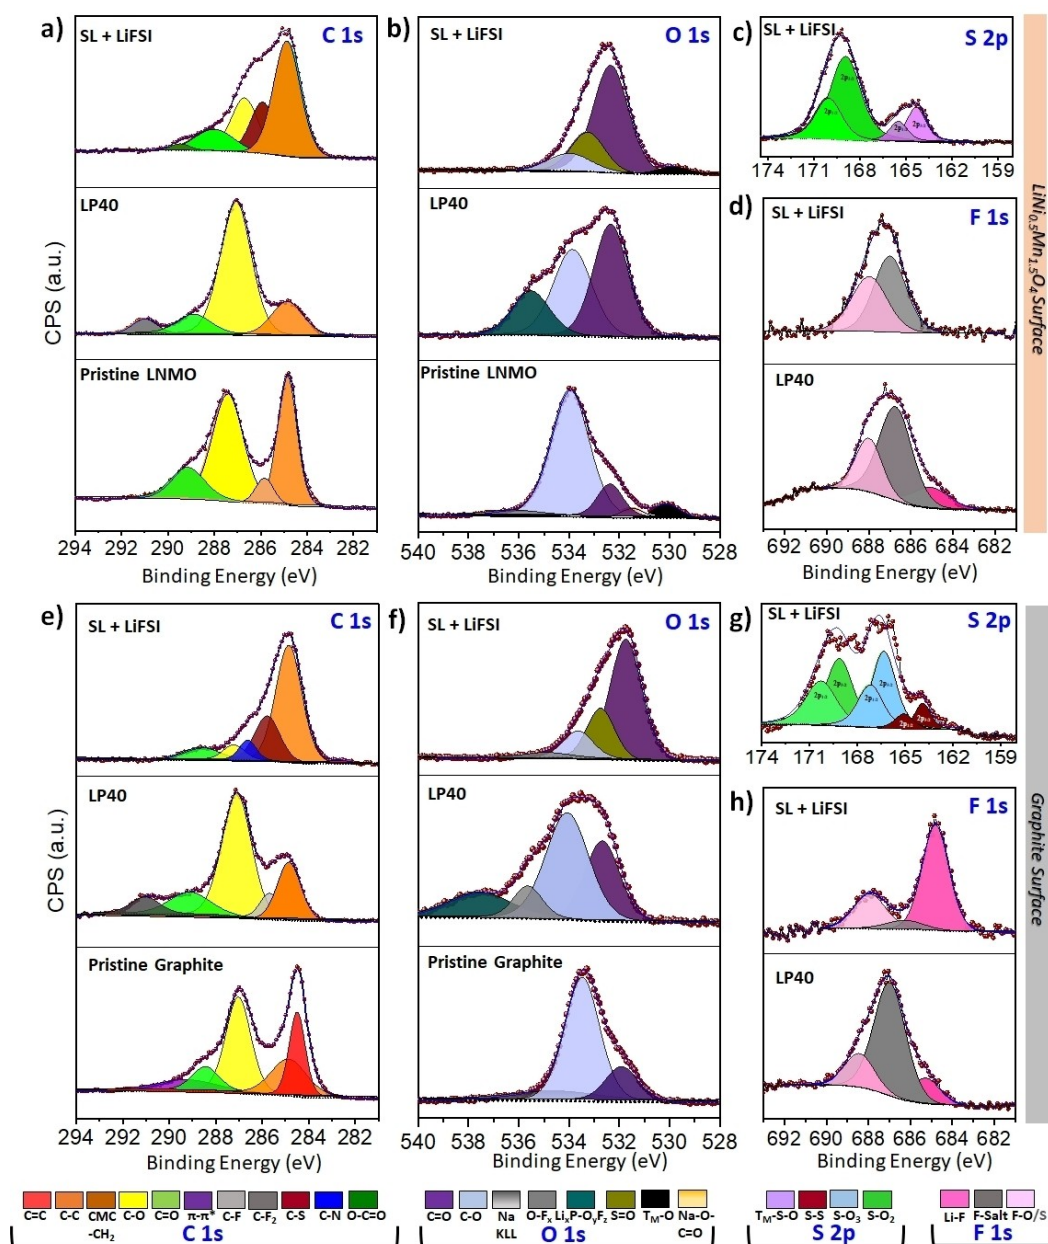 a)
SL + LiFSI
C 1s
LP40
Pristine LNMO
CPS (a.u.)
294 292 290 288 286 284 282
Binding Energy (eV)
b)
SL + LiFSI
O 1s
LP40
Pristine LNMO
540 538 536 534 532 530 528
Binding Energy (eV)
c)
SL + LiFSI
S 2p
174 171 168 165 162 159
d)
SL + LiFSI
F 1s
LP40
692 690 688 686 684 682
Binding Energy (eV)
LiNi0.5Mn1.5O4 Surface
e)
SL + LiFSI
C 1s
LP40
Pristine Graphite
CPS (a.u.)
294 292 290 288 286 284 282
Binding Energy (eV)
f)
SL + LiFSI
O 1s
LP40
Pristine Graphite
540 538 536 534 532 530 528
Binding Energy (eV)
g)
SL + LiFSI
S 2p
174 171 168 165 162 159
h)
SL + LiFSI
F 1s
LP40
692 690 688 686 684 682
Binding Energy (eV)
Graphite Surface
C=C C-C CMC C-O C=O π-π* C-F C-F2 C-S C-N O-C=O
-CH2
C 1s
C=O C-O Na O-Fx LixP-OyFz S=O TM-O Na-O-
KLL C=O
O 1s
TM-S-O S-S S-O3 S-O2
S 2p
Li-F F-Salt F-O/S
F 1s